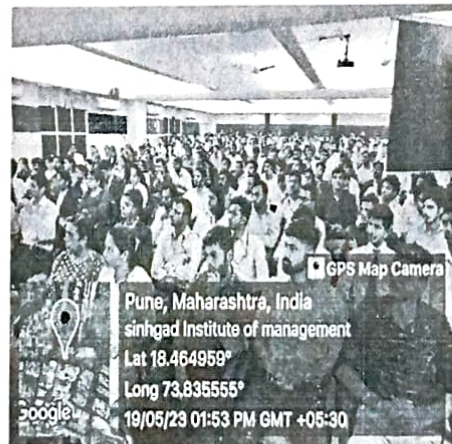 GPS Map Camera
Pune, Maharashtra, India
sinhgad Institute of management
Lat 18.464959°
Long 73.835555°
19/05/23 01:53 PM GMT +05:30
Google